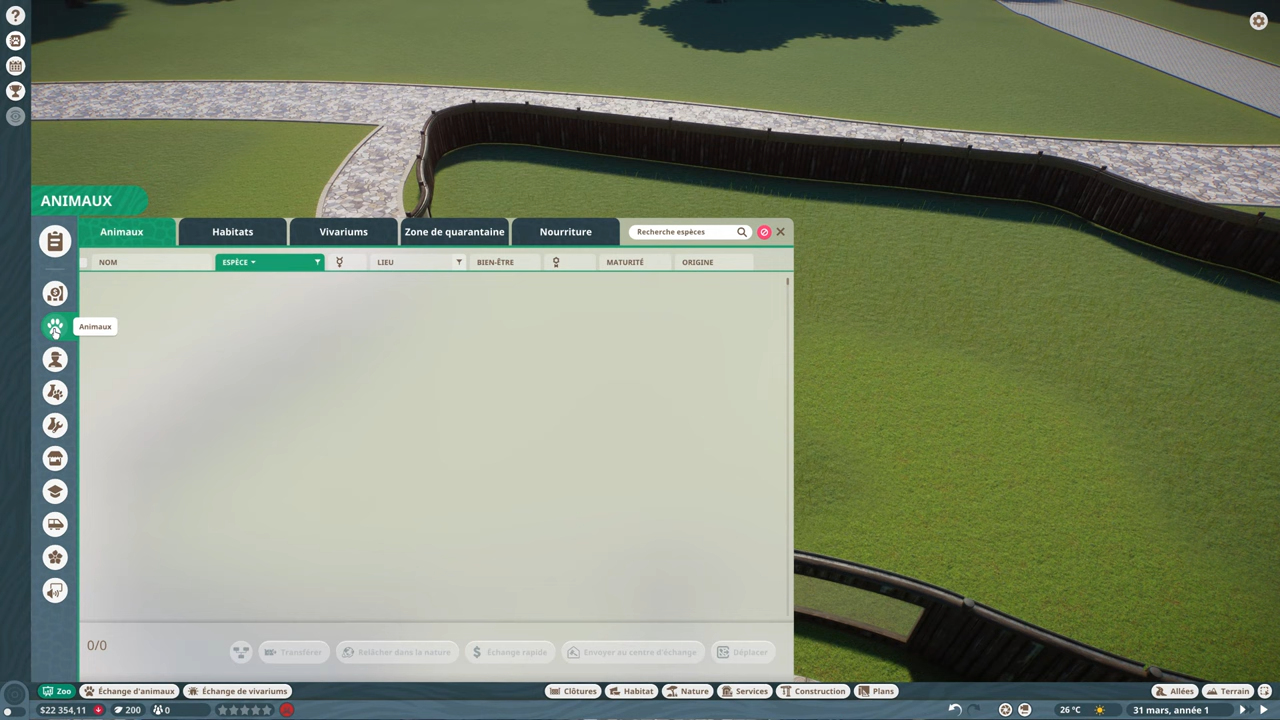 ANIMAUX
Animaux
Habitats
Vivariums
Zone de quarantaine
Nourriture
Recherche espèces
NOM
ESPÈCE
LIEU
BIEN-ÊTRE
MATURITÉ
ORIGINE
Animaux
0/0
Transférer
Relâcher dans la nature
Échange rapide
Envoyer au centre d'échange
Déplacer
Zoo
Échange d'animaux
Échange de vivariums
Clôtures
Habitat
Nature
Services
Construction
Plans
Allées
Terrain
$22 354,11
200
0
26 °C
31 mars, année 1